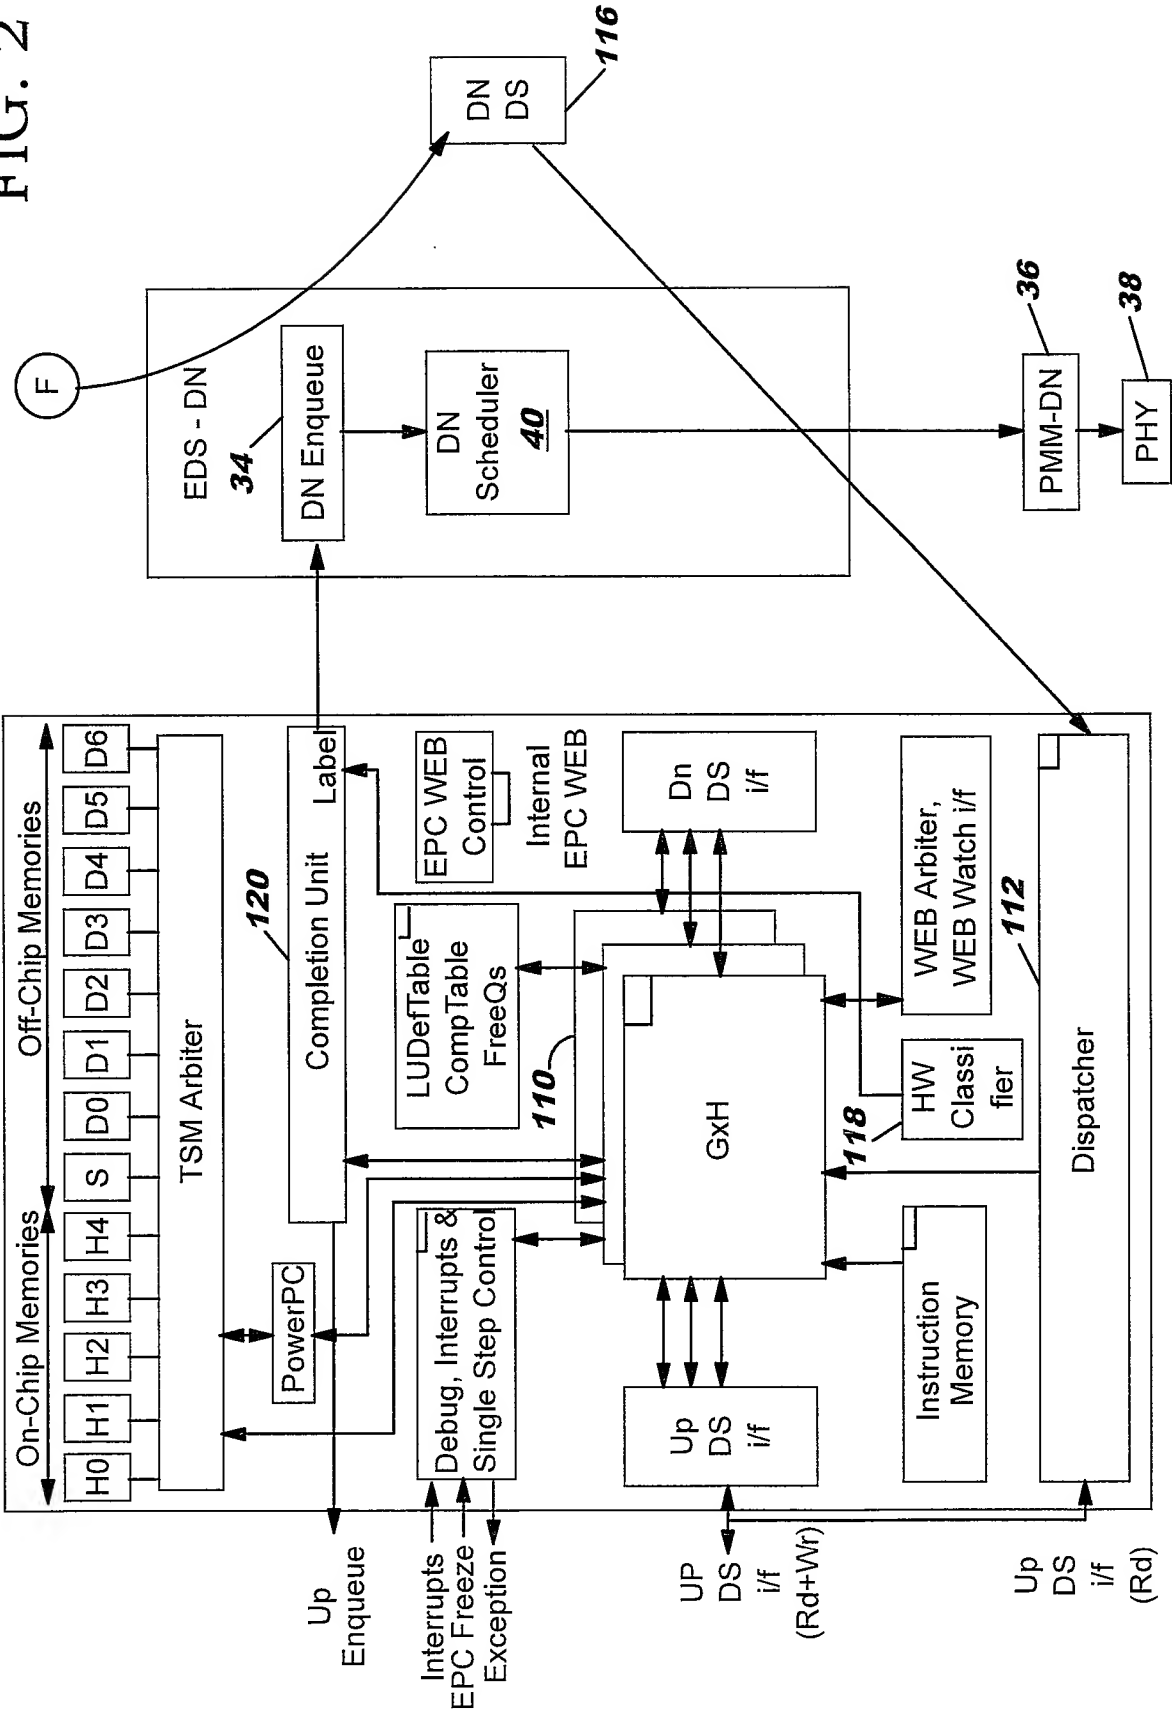 FIG. 2
On-Chip Memories
Off-Chip Memories
H0
H1
H2
H3
H4
S
D0
D1
D2
D3
D4
D5
D6
TSM Arbiter
PowerPC
120
Completion Unit
Label
Up
Enqueue
Interrupts
EPC Freeze
Exception
Debug, Interrupts &
Single Step Control
LUDefTable
CompTable
FreeQs
EPC WEB
Control
Internal
EPC WEB
110
GxH
Up
DS
i/f
Dn
DS
i/f
UP
DS
i/f
(Rd+Wr)
Instruction
Memory
118
HW
Classi
fier
WEB Arbiter,
WEB Watch i/f
112
Dispatcher
Up
DS
i/f
(Rd)
F
EDS - DN
34
DN Enqueue
DN
Scheduler
40
DN
DS
116
PMM-DN
36
PHY
38